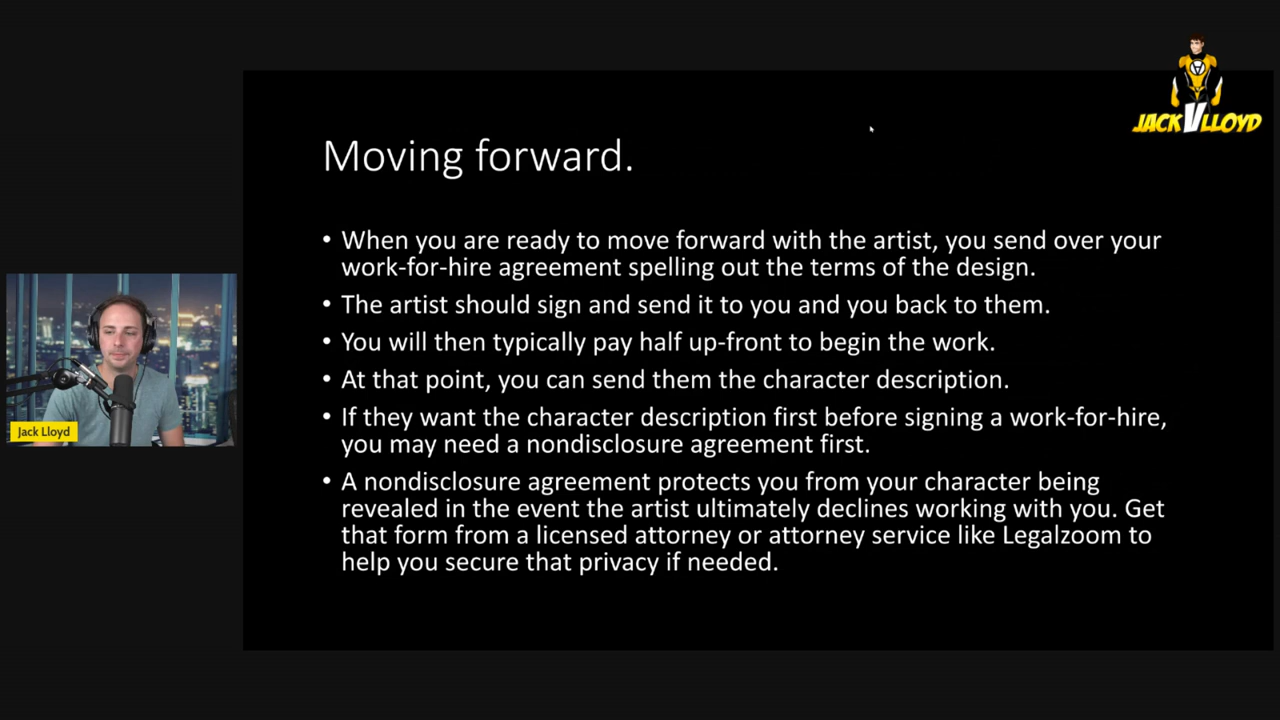 JACK V LLOYD
Moving forward.
• When you are ready to move forward with the artist, you send over your
work-for-hire agreement spelling out the terms of the design.
• The artist should sign and send it to you and you back to them.
• You will then typically pay half up-front to begin the work.
• At that point, you can send them the character description.
• If they want the character description first before signing a work-for-hire,
you may need a nondisclosure agreement first.
• A nondisclosure agreement protects you from your character being
revealed in the event the artist ultimately declines working with you. Get
that form from a licensed attorney or attorney service like Legalzoom to
help you secure that privacy if needed.
Jack Lloyd